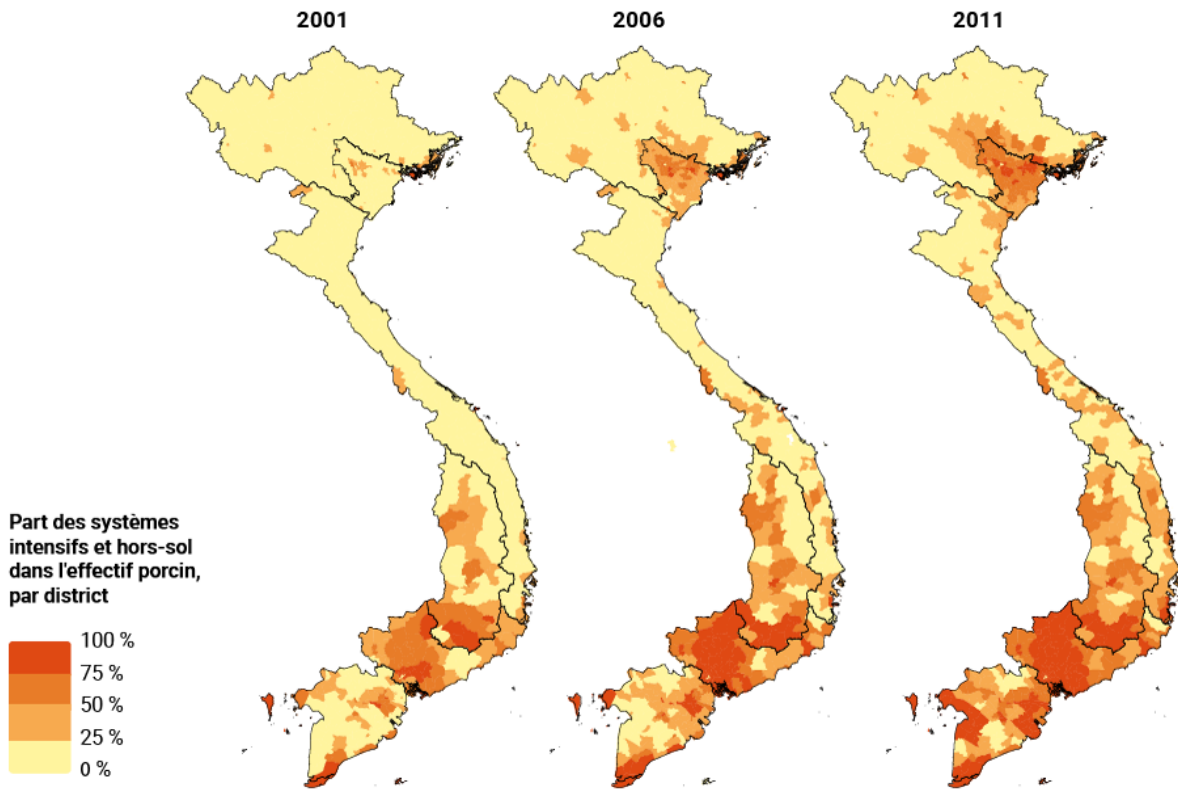 2001
2006
2011
Part des systèmes
intensifs et hors-sol
dans l'effectif porcin,
par district
100 %
75 %
50 %
25 %
0 %